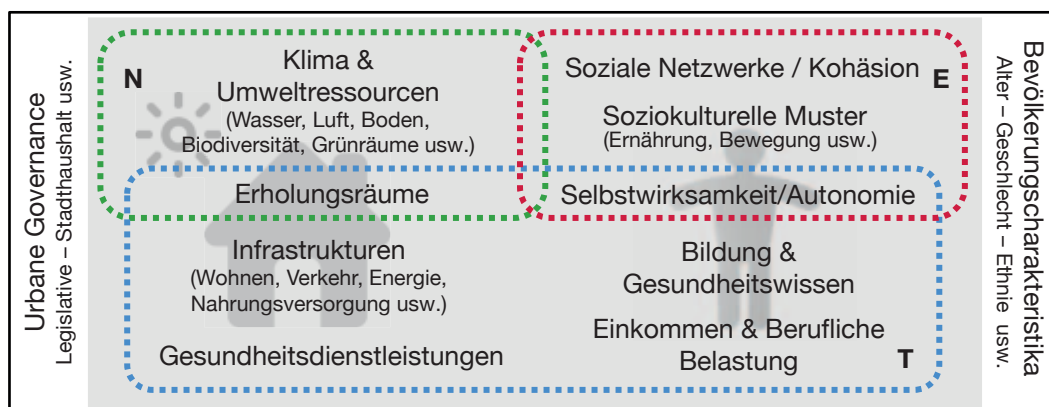 Urbane Governance
Legislative – Stadthaushalt usw.
N
Klima &
Umweltressourcen
(Wasser, Luft, Boden,
Biodiversität, Grünräume usw.)
Erholungsräume
Infrastrukturen
(Wohnen, Verkehr, Energie,
Nahrungsversorgung usw.)
Gesundheitsdienstleistungen
Soziale Netzwerke / Kohäsion
E
Soziokulturelle Muster
(Ernährung, Bewegung usw.)
Selbstwirksamkeit/Autonomie
Bildung &
Gesundheitswissen
Einkommen & Berufliche
Belastung
T
Bevölkerungscharakteristika
Alter – Geschlecht – Ethnie usw.